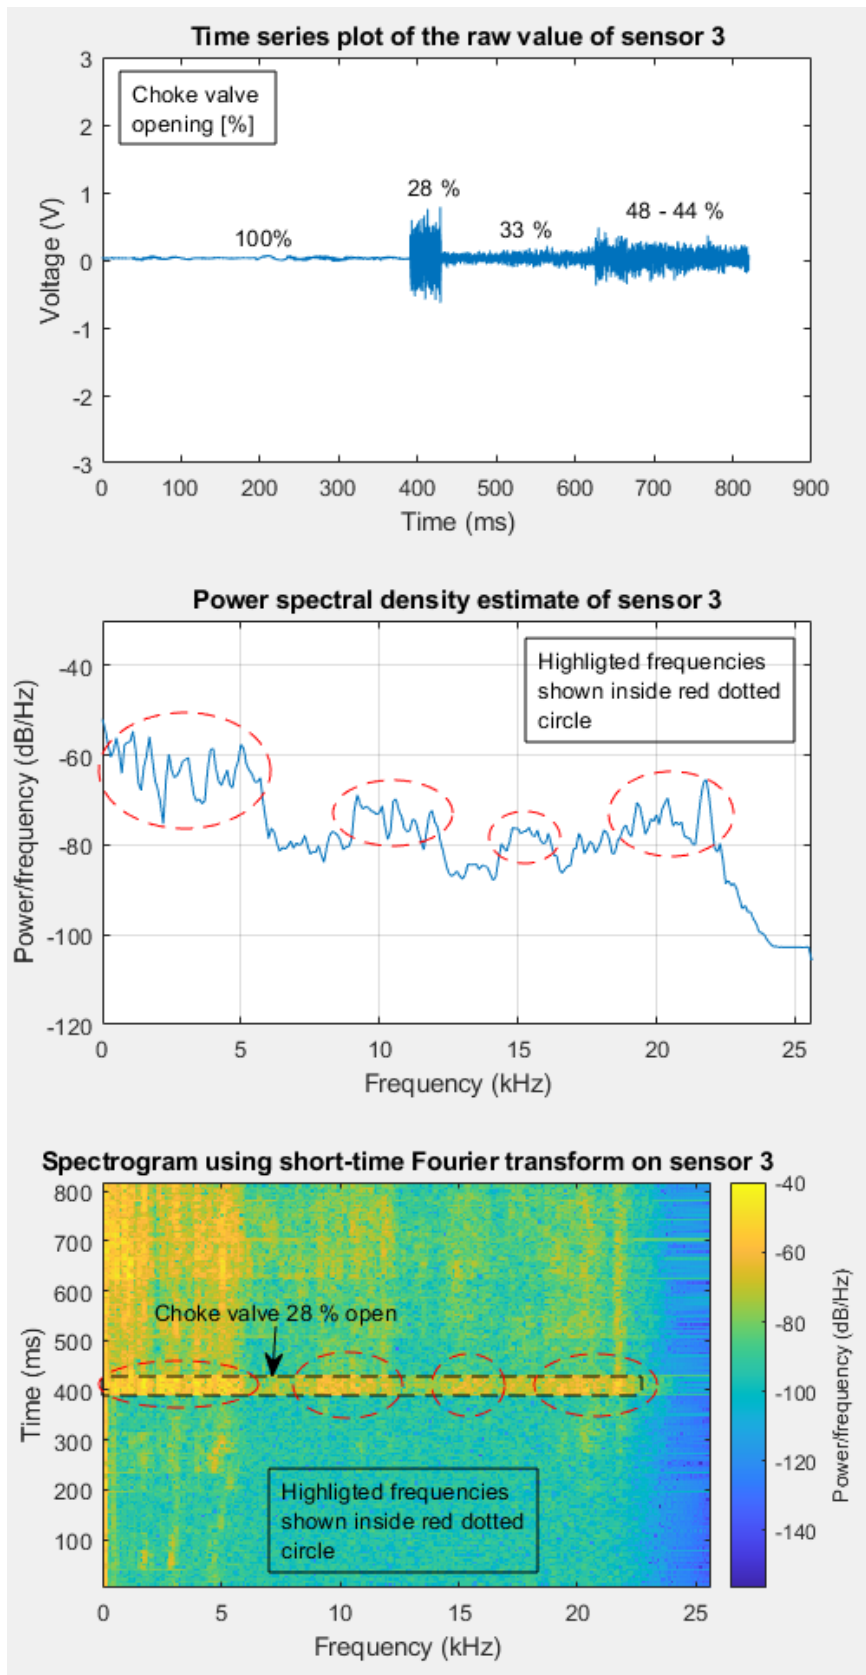 Time series plot of the raw value of sensor 3
Choke valve
opening [%]
100%
28 %
33 %
48 - 44 %
3
2
1
0
-1
-2
-3
Voltage (V)
0 100 200 300 400 500 600 700 800 900
Time (ms)
Power spectral density estimate of sensor 3
Highligted frequencies
shown inside red dotted
circle
-40
-60
-80
-100
-120
Power/frequency (dB/Hz)
0 5 10 15 20 25
Frequency (kHz)
Spectrogram using short-time Fourier transform on sensor 3
800
700
600
500
400
300
200
100
Time (ms)
Choke valve 28 % open
Highligted frequencies
shown inside red dotted
circle
0 5 10 15 20 25
Frequency (kHz)
-40
-60
-80
-100
-120
-140
Power/frequency (dB/Hz)